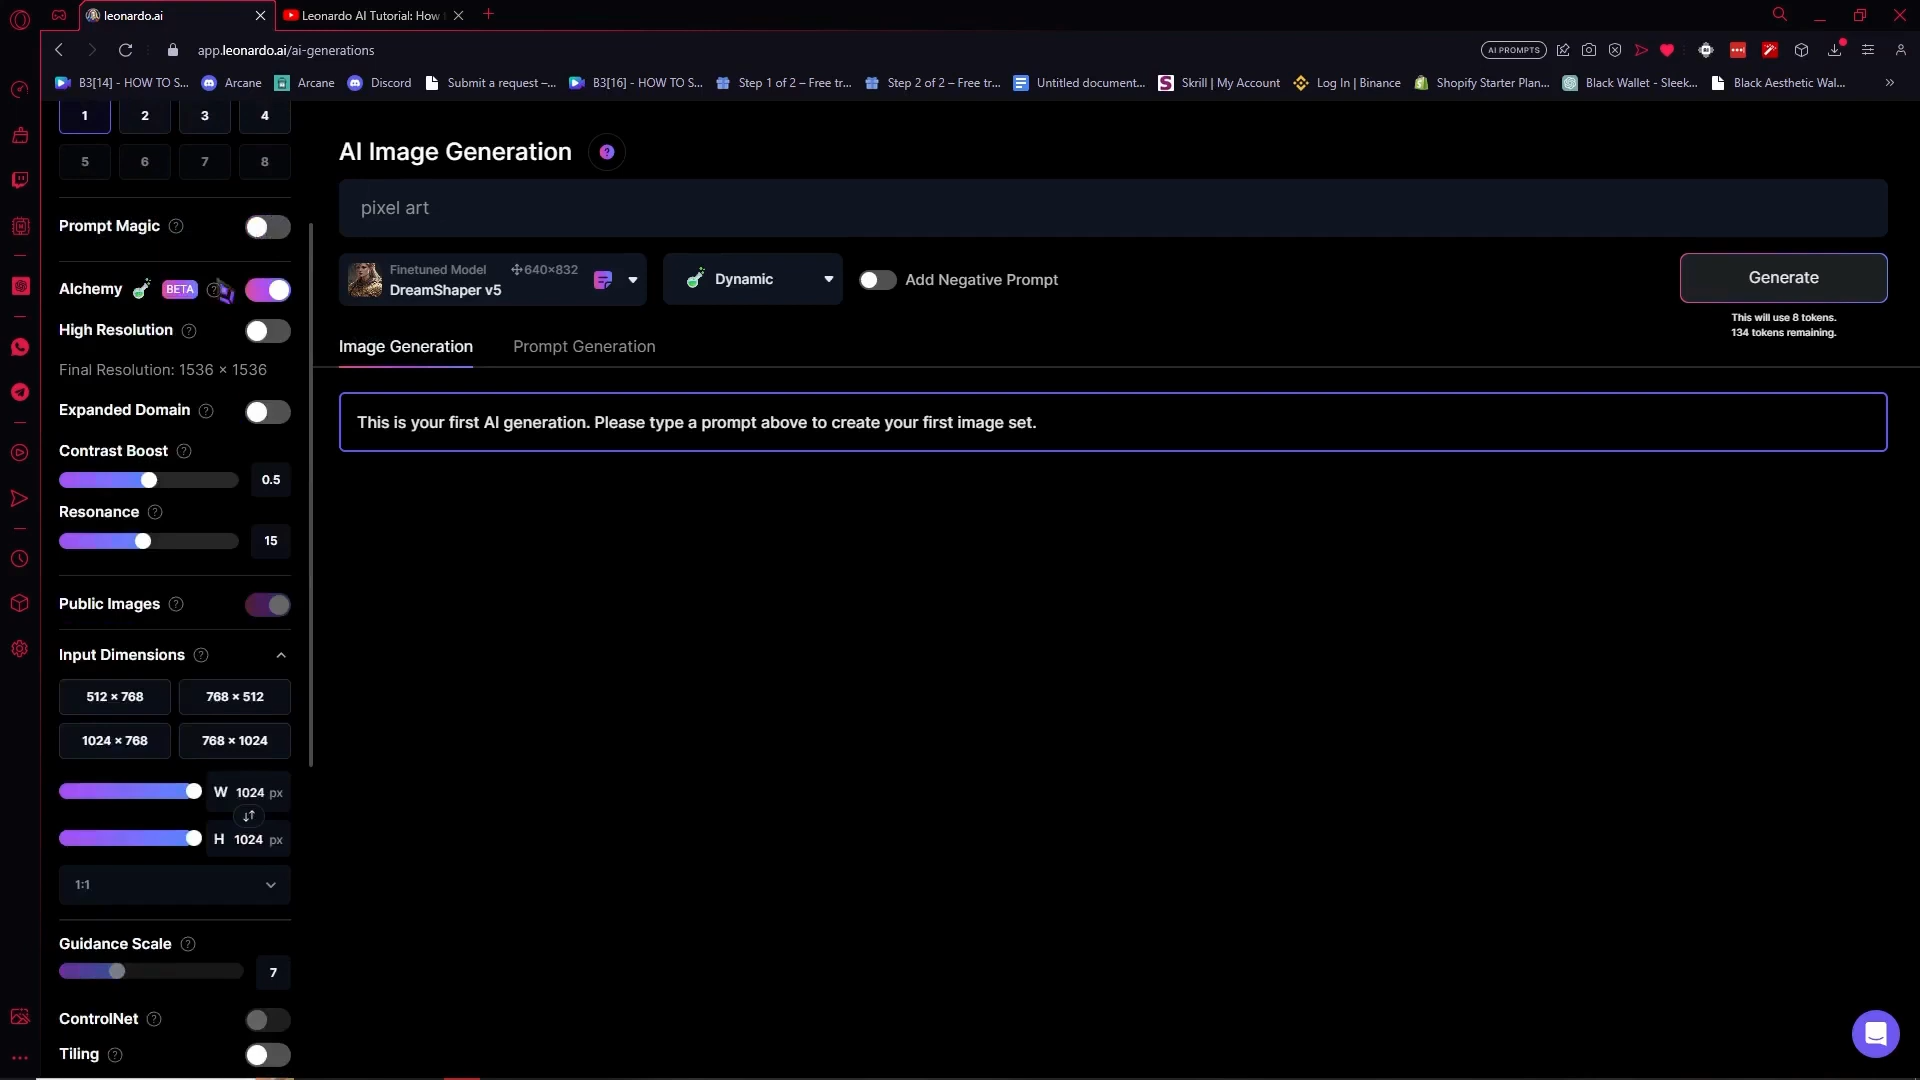 leonardo.ai
Leonardo AI Tutorial: How
app.leonardo.ai/ai-generations
AI PROMPTS
B3[14] - HOW TO S...
Arcane
Arcane
Discord
Submit a request –...
B3[16] - HOW TO S...
Step 1 of 2 – Free tr...
Step 2 of 2 – Free tr...
Untitled document...
Skrill | My Account
Log In | Binance
Shopify Starter Plan,...
Black Wallet - Sleek...
Black Aesthetic Wal...
1 2 3 4
5 6 7 8
Prompt Magic
Alchemy BETA
High Resolution
Final Resolution: 1536 × 1536
Expanded Domain
Contrast Boost
0.5
Resonance
15
Public Images
Input Dimensions
512 × 768 768 × 512
1024 × 768 768 × 1024
W 1024 px
H 1024 px
1:1
Guidance Scale
7
ControlNet
Tiling
AI Image Generation
pixel art
Finetuned Model 640×832
DreamShaper v5
Dynamic
Add Negative Prompt
Generate
This will use 8 tokens.
134 tokens remaining.
Image Generation Prompt Generation
This is your first AI generation. Please type a prompt above to create your first image set.